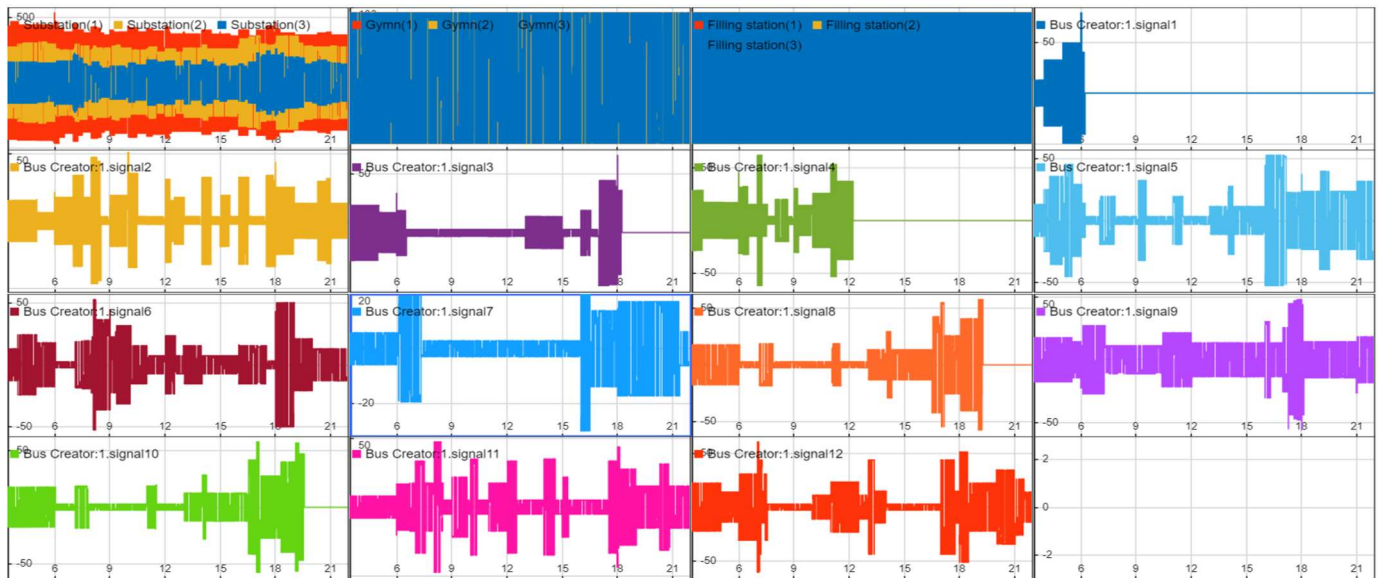 500
Substation(1) Substation(2) Substation(3)
9 12 15 18 21
Gymn(1) Gymn(2) Gymn(3)
Filling station(1) Filling station(2)
Filling station(3)
Bus Creator:1.signal1
50
6 9 12 15 18 21
50
Bus Creator:1.signal2
6 9 12 15 18 21
Bus Creator:1.signal3
50
6 9 12 15 18 21
Bus Creator:1.signal4
-50
6 9 12 15 18 21
50
Bus Creator:1.signal5
-50
6 9 12 15 18 21
50
Bus Creator:1.signal6
-50
6 9 12 15 18 21
20
Bus Creator:1.signal7
-20
6 9 12 15 18 21
50
Bus Creator:1.signal8
-50
6 9 12 15 18 21
50
Bus Creator:1.signal9
-50
6 9 12 15 18 21
Bus Creator:1.signal10
50
-50
6 9 12 15 18 21
50
Bus Creator:1.signal11
6 9 12 15 18 21
Bus Creator:1.signal12
-50
6 9 12 15 18 21
2
0
-2
6 9 12 15 18 21